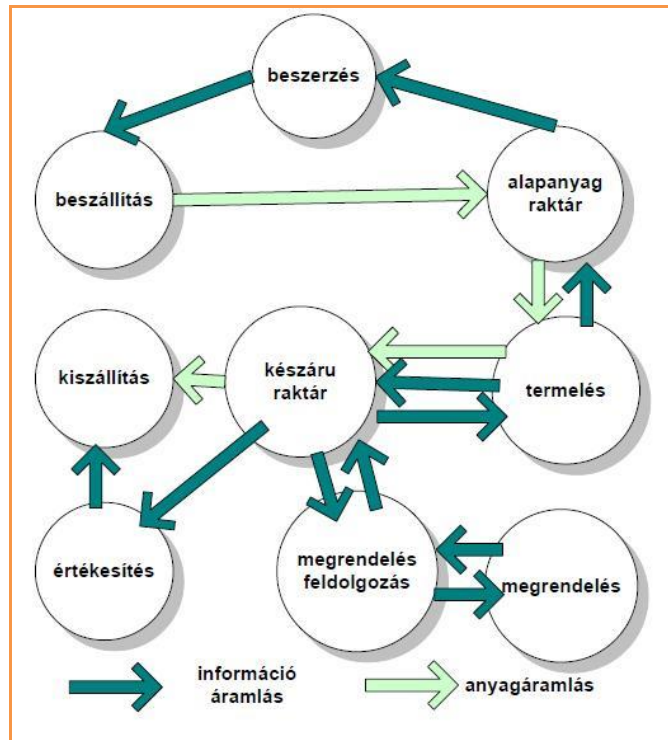 beszerzés
beszállítás
alapanyag
raktár
kiszállítás
készáru
raktár
termelés
értékesítés
megrendelés
feldolgozás
megrendelés
információ
áramlás
anyagáramlás